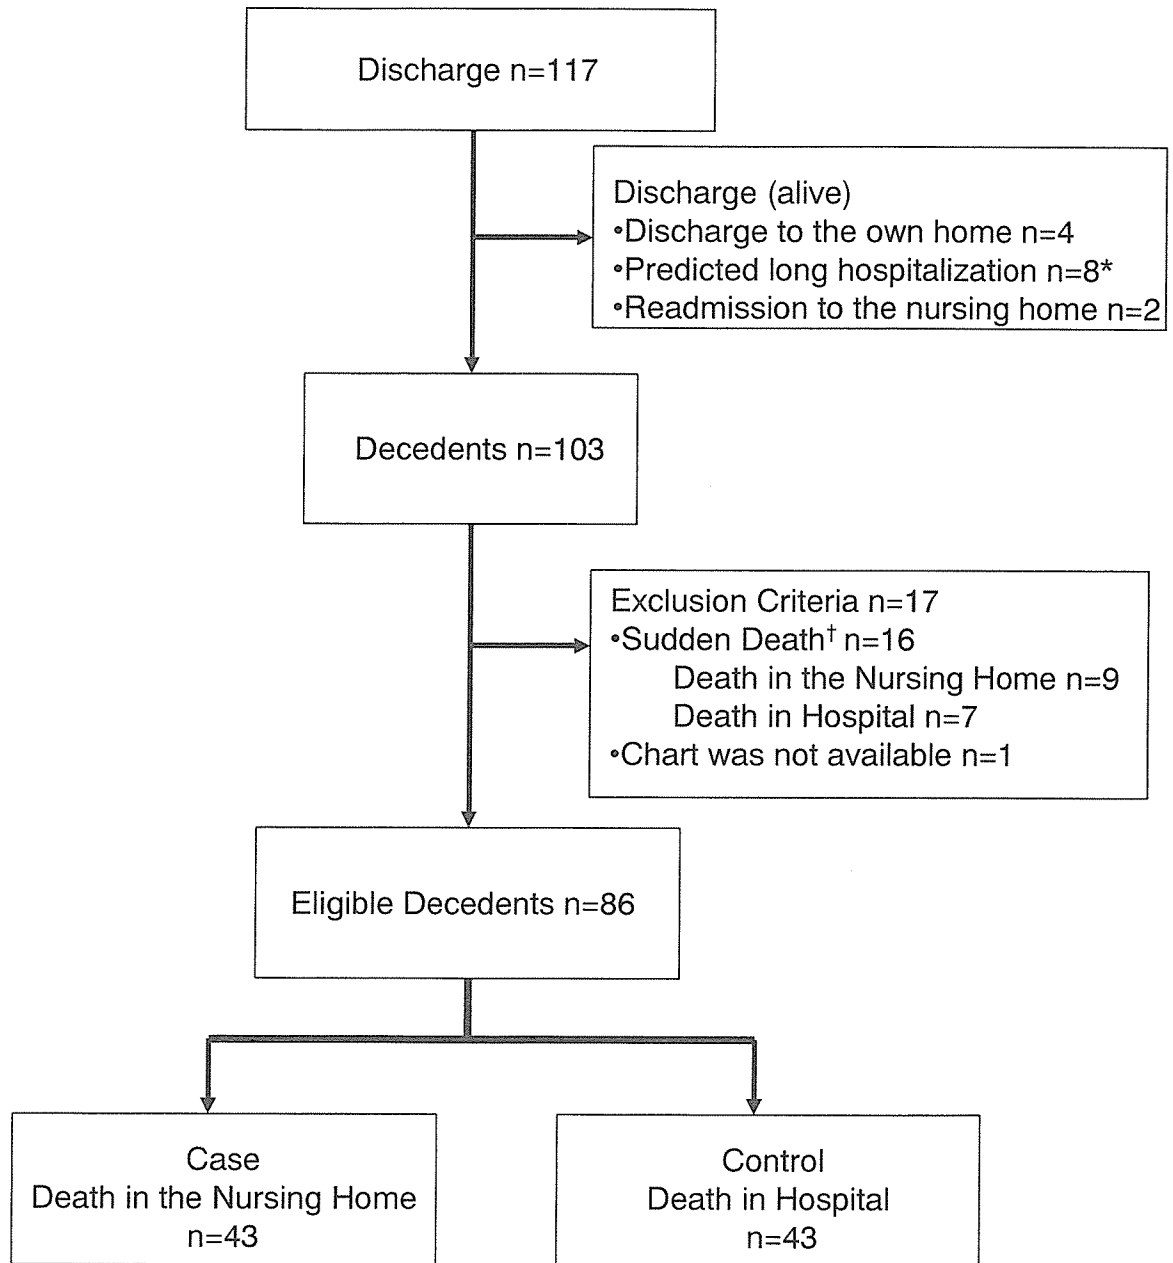 Discharge n=117
Discharge (alive)
•Discharge to the own home n=4
•Predicted long hospitalization n=8*
•Readmission to the nursing home n=2
Decedents n=103
Exclusion Criteria n=17
•Sudden Death† n=16
Death in the Nursing Home n=9
Death in Hospital n=7
•Chart was not available n=1
Eligible Decedents n=86
Case
Death in the Nursing Home
n=43
Control
Death in Hospital
n=43